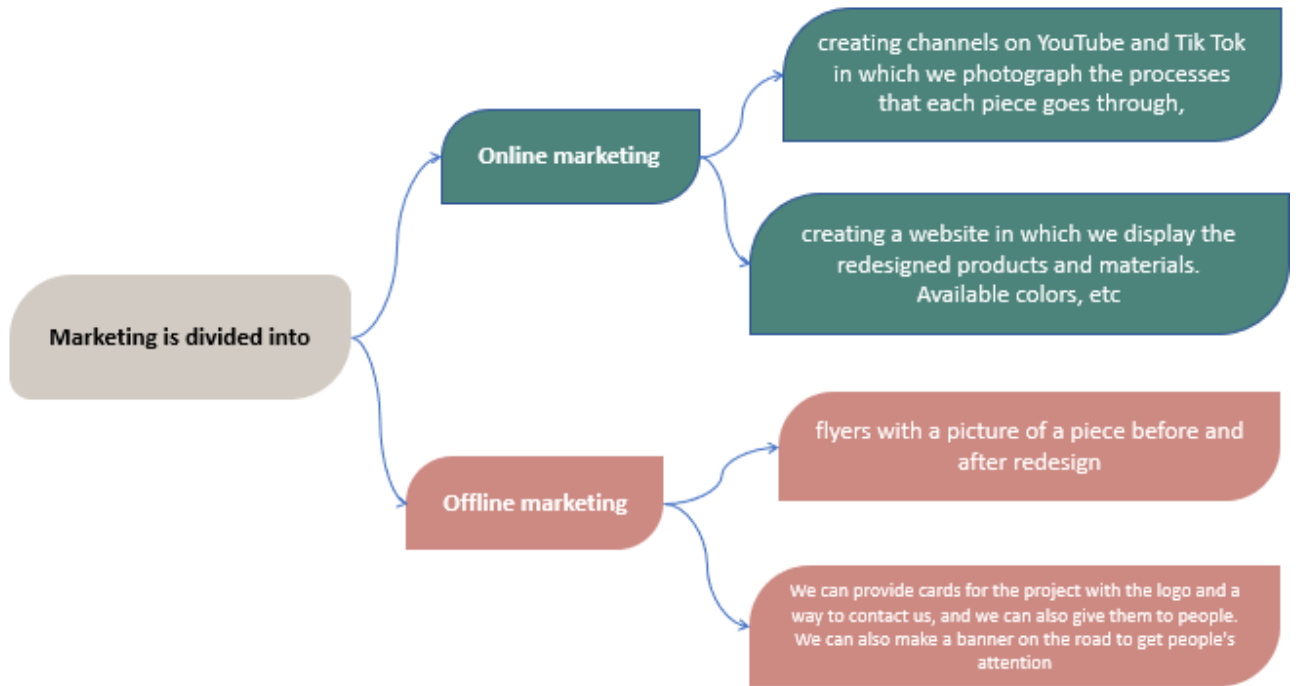 Marketing is divided into
Online marketing
creating channels on YouTube and Tik Tok
in which we photograph the processes
that each piece goes through,
creating a website in which we display the
redesigned products and materials.
Available colors, etc
Offline marketing
flyers with a picture of a piece before and
after redesign
We can provide cards for the project with the logo and a
way to contact us, and we can also give them to people.
We can also make a banner on the road to get people's
attention